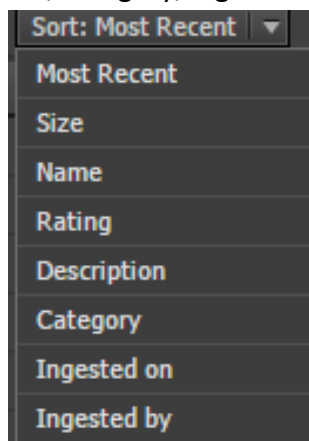 Sort: Most Recent
Most Recent
Size
Name
Rating
Description
Category
Ingested on
Ingested by